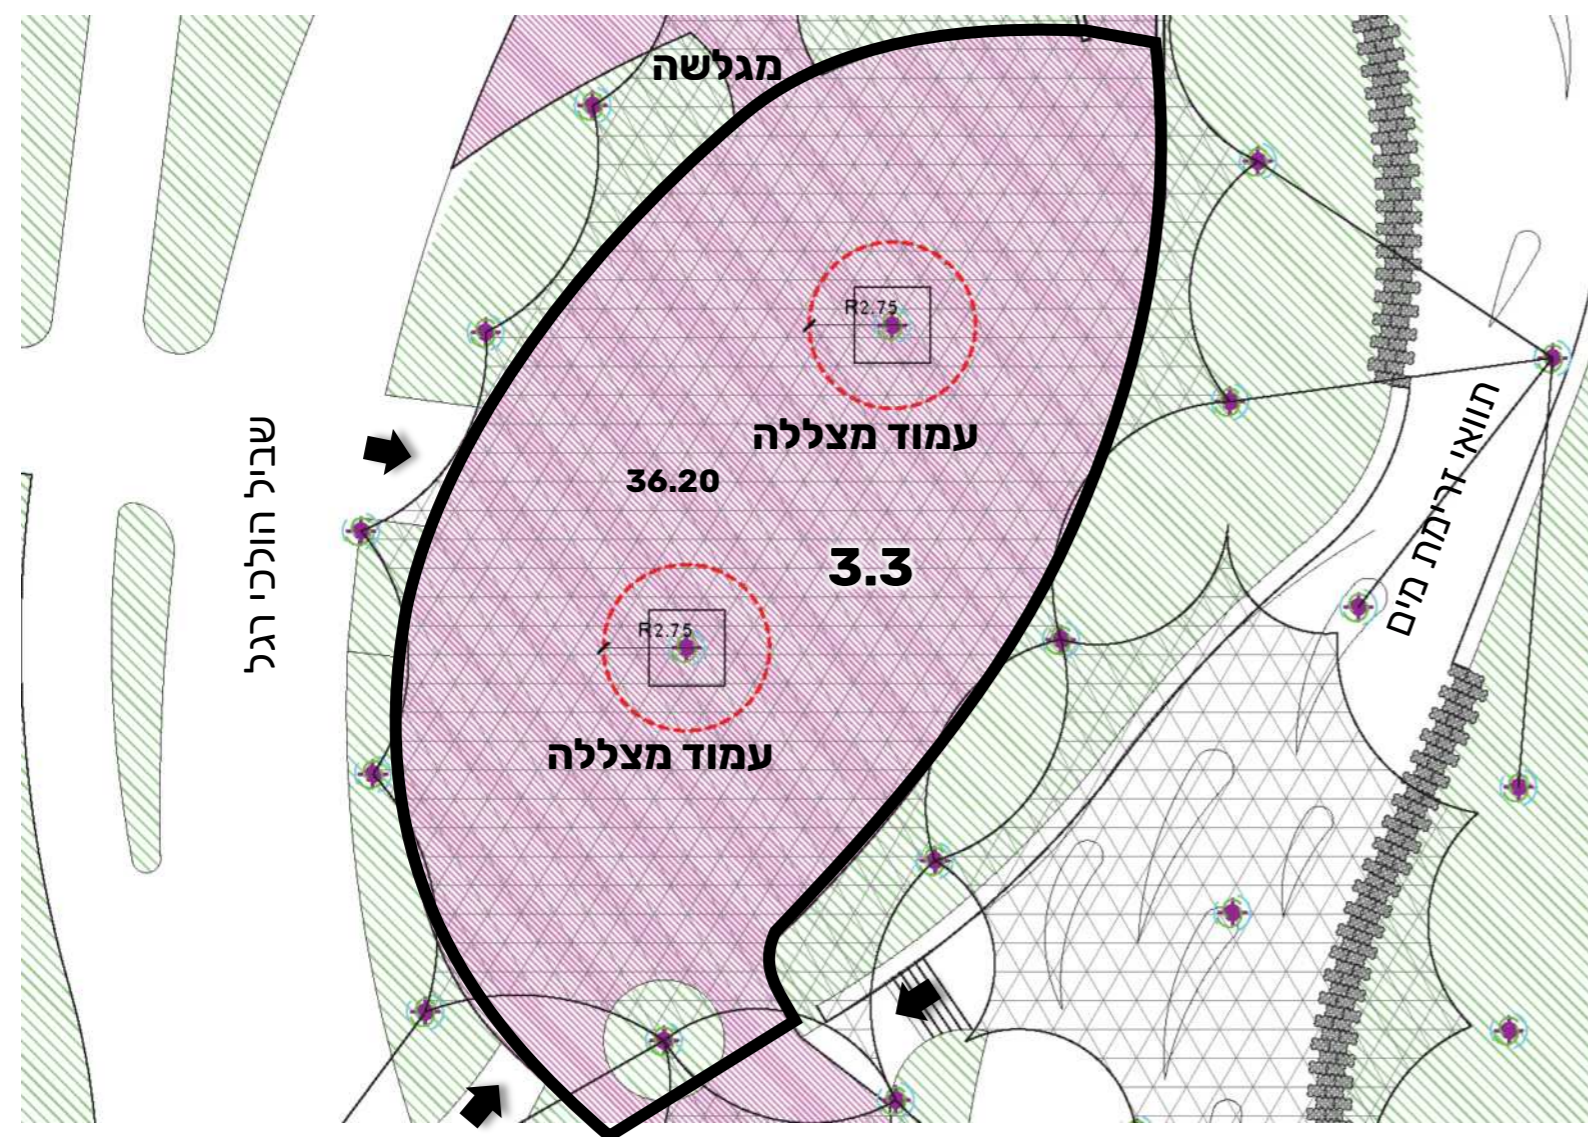 מגלשה
R2.75
עמוד מצללה
36.20
3.3
R2.75
עמוד מצללה
שביל הולכי רגל
תוואי זרימת מים